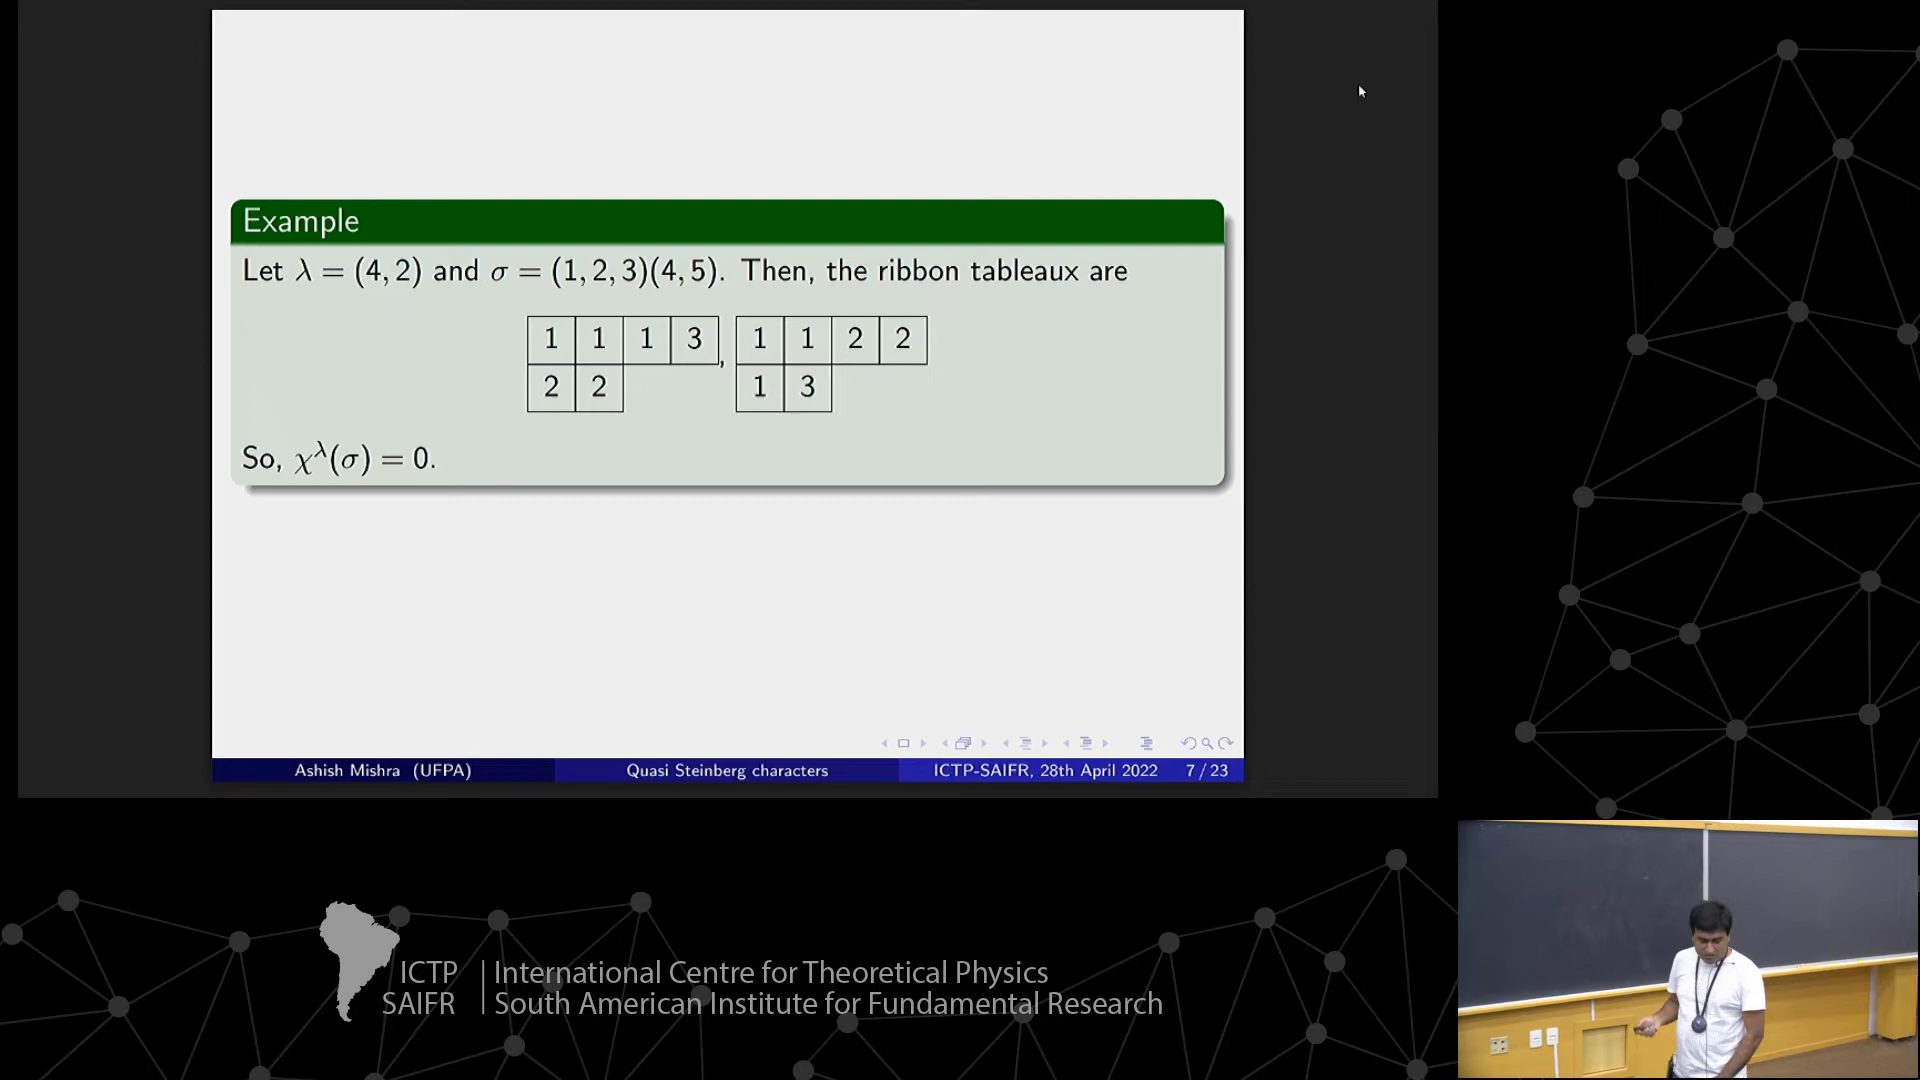 Example
Let λ = (4, 2) and σ = (1, 2, 3)(4, 5). Then, the ribbon tableaux are
1 1 1 3 , 1 1 2 2
2 2 1 3
So, χ^λ(σ) = 0.
Ashish Mishra (UFPA) Quasi Steinberg characters ICTP-SAIFR, 28th April 2022 7 / 23
ICTP International Centre for Theoretical Physics
SAIFR South American Institute for Fundamental Research